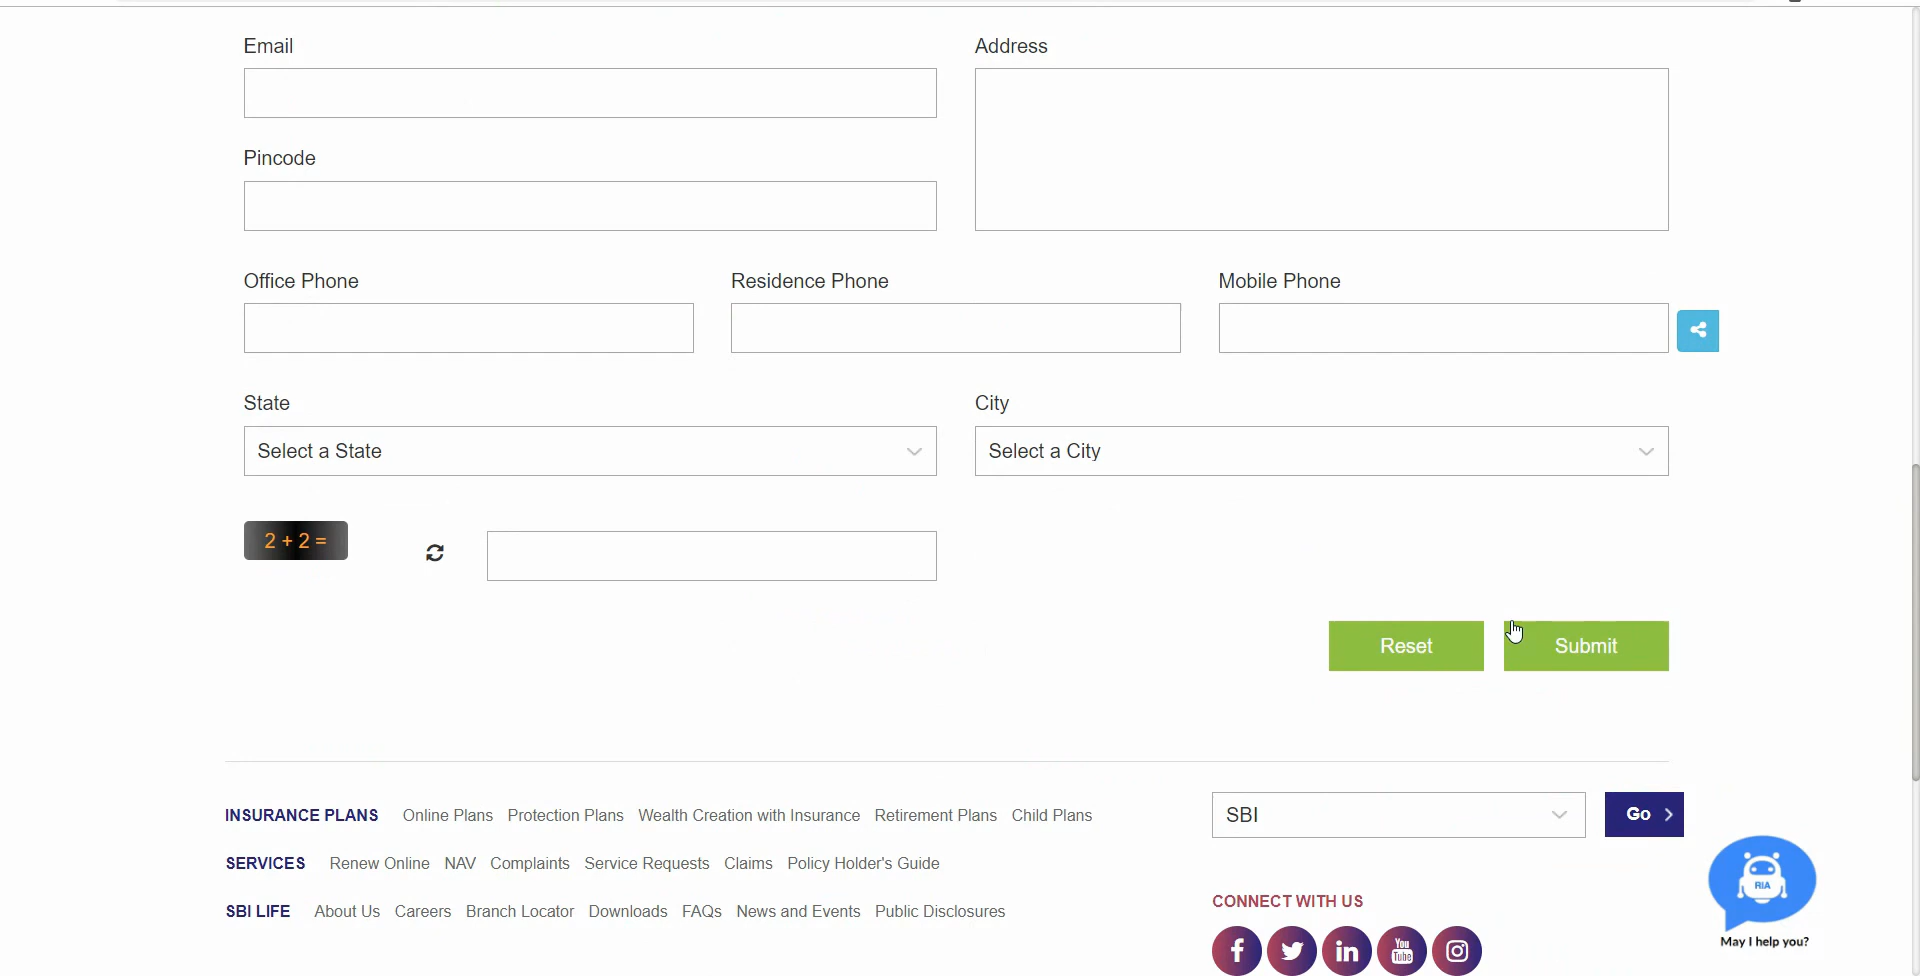 Email
Address
Pincode
Office Phone
Residence Phone
Mobile Phone
State
City
Select a State
Select a City
2 + 2 =
Reset
Submit
INSURANCE PLANS Online Plans Protection Plans Wealth Creation with Insurance Retirement Plans Child Plans
SBI
Go
SERVICES Renew Online NAV Complaints Service Requests Claims Policy Holder's Guide
RIA
CONNECT WITH US
SBI LIFE About Us Careers Branch Locator Downloads FAQs News and Events Public Disclosures
May I help you?
f
in
You
Tube